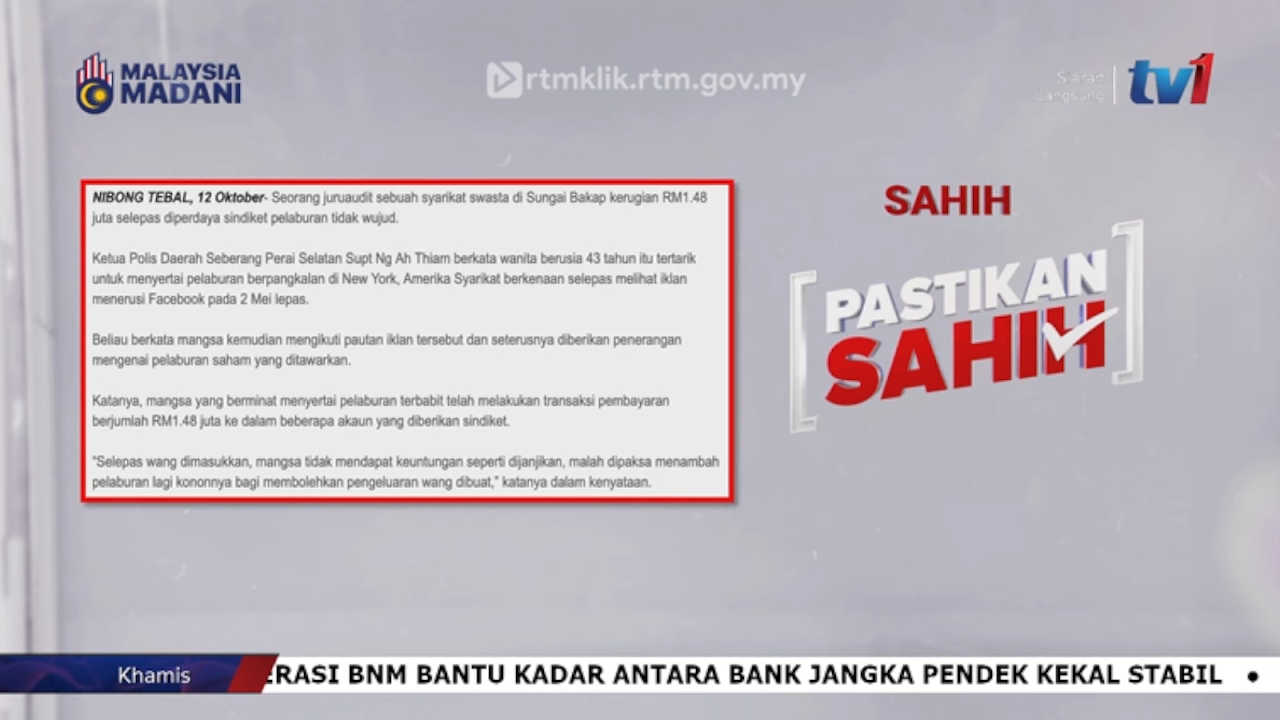 MALAYSIA
MADANI
rtmklik.rtm.gov.my
Siaran
Langsung
tv1
NIBONG TEBAL, 12 Oktober- Seorang juruaudit sebuah syarikat swasta di Sungai Bakap kerugian RM1.48
juta selepas diperdaya sindiket pelaburan tidak wujud.
Ketua Polis Daerah Seberang Perai Selatan Supt Ng Ah Thiam berkata wanita berusia 43 tahun itu tertarik
untuk menyertai pelaburan berpangkalan di New York, Amerika Syarikat berkenaan selepas melihat iklan
menerusi Facebook pada 2 Mei lepas.
Beliau berkata mangsa kemudian mengikuti pautan iklan tersebut dan seterusnya diberikan penerangan
mengenai pelaburan saham yang ditawarkan.
Katanya, mangsa yang berminat menyertai pelaburan terbabit telah melakukan transaksi pembayaran
berjumlah RM1.48 juta ke dalam beberapa akaun yang diberikan sindiket.
"Selepas wang dimasukkan, mangsa tidak mendapat keuntungan seperti dijanjikan, malah dipaksa menambah
pelaburan lagi kononnya bagi membolehkan pengeluaran wang dibuat," katanya dalam kenyataan.
SAHIH
[PASTIKAN
SAHIH]
Khamis
ERASI BNM BANTU KADAR ANTARA BANK JANGKA PENDEK KEKAL STABIL •